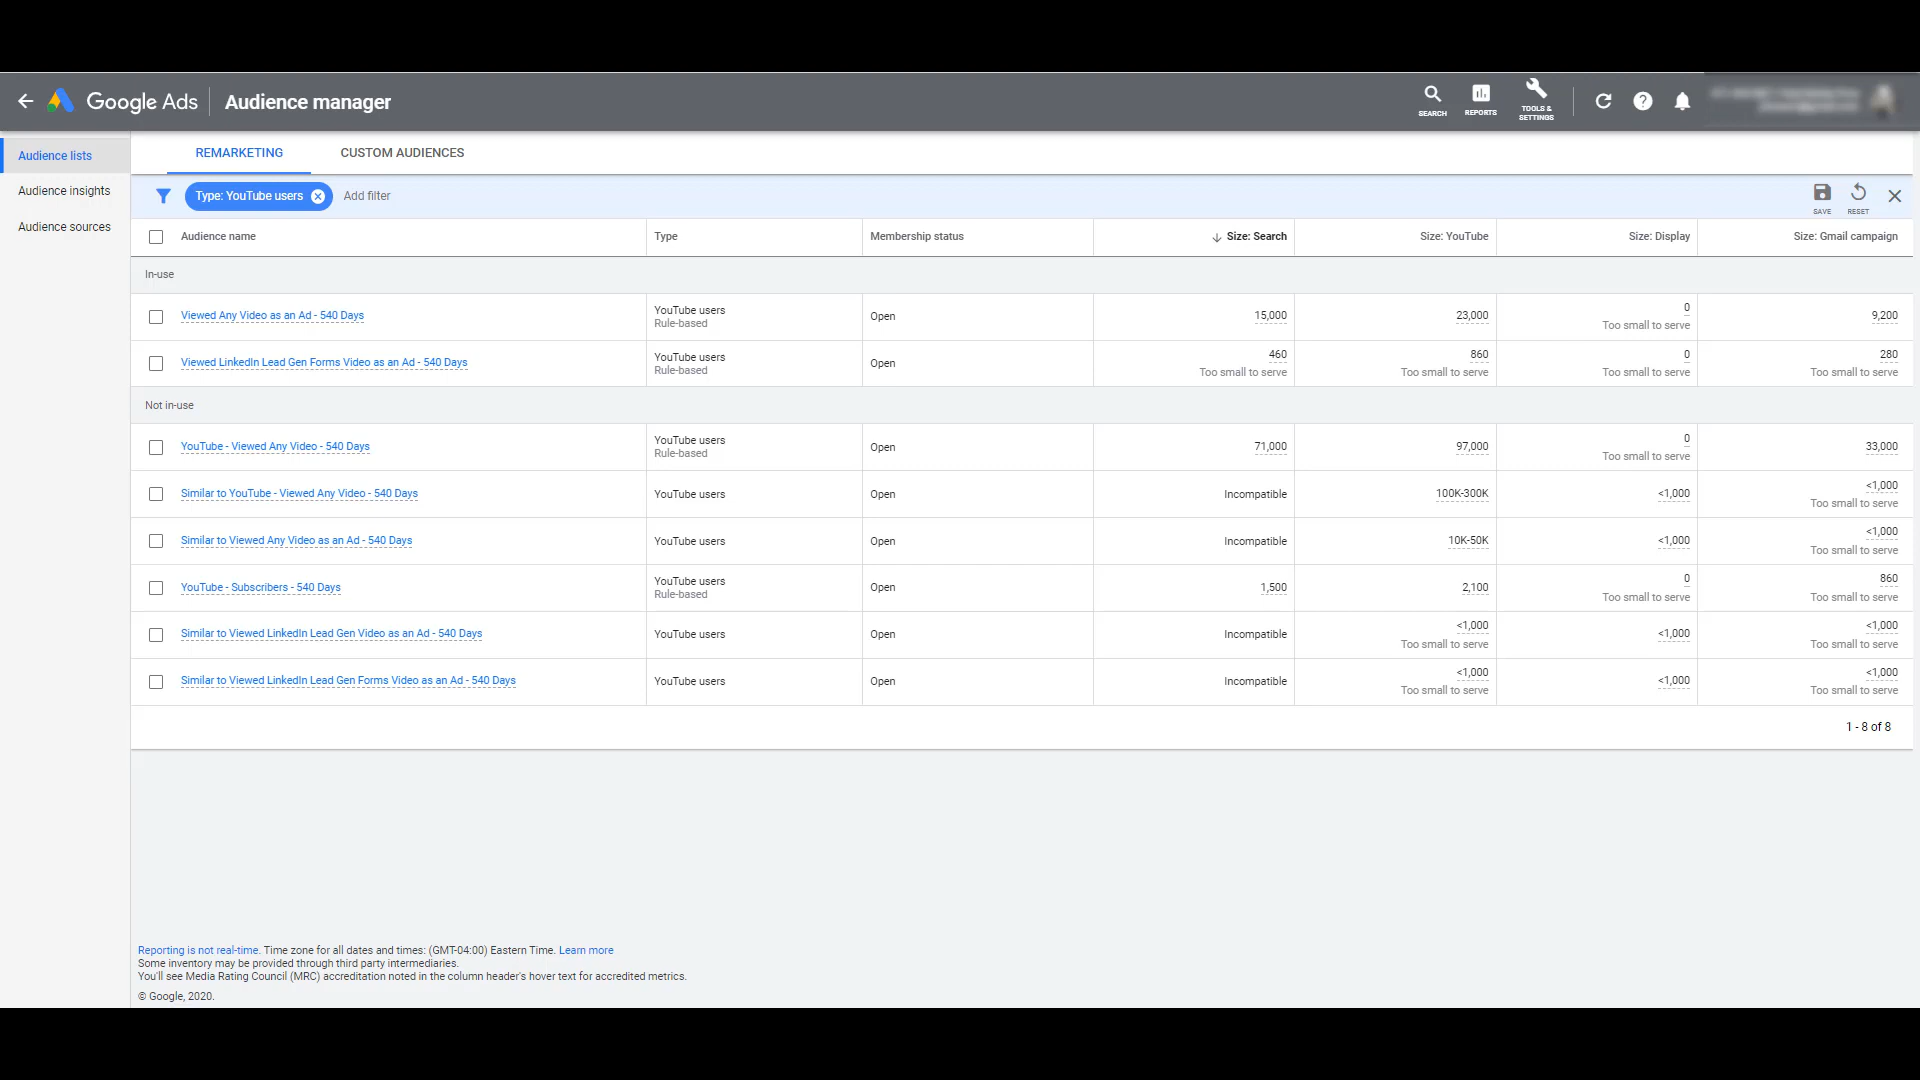 Google Ads
Audience manager
SEARCH
REPORTS
TOOLS &
SETTINGS
Audience lists
Audience insights
Audience sources
REMARKETING
CUSTOM AUDIENCES
Type: YouTube users
Add filter
SAVE
RESET
Audience name
Type
Membership status
Size: Search
Size: YouTube
Size: Display
Size: Gmail campaign
In-use
Viewed Any Video as an Ad - 540 Days
YouTube users
Rule-based
Open
15,000
23,000
0
Too small to serve
9,200
Viewed LinkedIn Lead Gen Forms Video as an Ad - 540 Days
YouTube users
Rule-based
Open
460
Too small to serve
860
Too small to serve
0
Too small to serve
280
Too small to serve
Not in-use
YouTube - Viewed Any Video - 540 Days
YouTube users
Rule-based
Open
71,000
97,000
0
Too small to serve
33,000
Similar to YouTube - Viewed Any Video - 540 Days
YouTube users
Open
Incompatible
100K-300K
<1,000
<1,000
Too small to serve
Similar to Viewed Any Video as an Ad - 540 Days
YouTube users
Open
Incompatible
10K-50K
<1,000
<1,000
Too small to serve
YouTube - Subscribers - 540 Days
YouTube users
Rule-based
Open
1,500
2,100
0
Too small to serve
860
Too small to serve
Similar to Viewed LinkedIn Lead Gen Video as an Ad - 540 Days
YouTube users
Open
Incompatible
<1,000
Too small to serve
<1,000
<1,000
Too small to serve
Similar to Viewed LinkedIn Lead Gen Forms Video as an Ad - 540 Days
YouTube users
Open
Incompatible
<1,000
Too small to serve
<1,000
<1,000
Too small to serve
1 - 8 of 8
Reporting is not real-time. Time zone for all dates and times: (GMT-04:00) Eastern Time. Learn more
Some inventory may be provided through third party intermediaries.
You'll see Media Rating Council (MRC) accreditation noted in the column header's hover text for accredited metrics.
© Google, 2020.